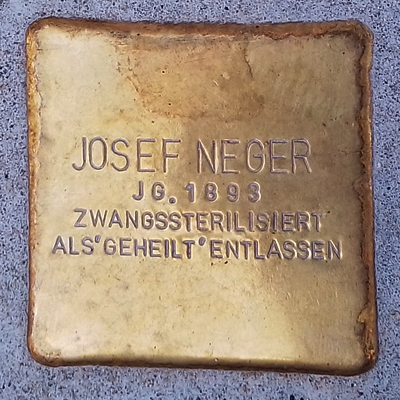 JOSEF NEGER
JG. 1893
ZWANGSSTERILISIERT
ALS 'GEHEILT' ENTLASSEN